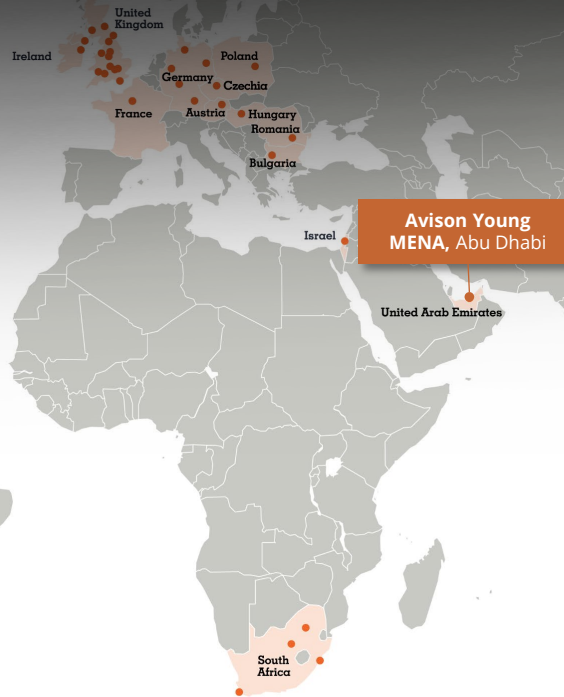 United
Kingdom
Ireland
Poland
Germany
Czechia
France
Austria
Hungary
Romania
Bulgaria
Israel
Avison Young
MENA, Abu Dhabi
United Arab Emirates
South
Africa